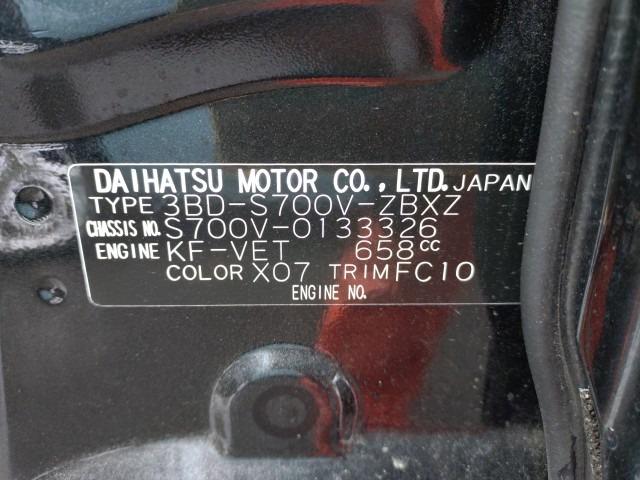 DAIHATSU MOTOR CO., LTD. JAPAN
TYPE 3BD-S700V-ZBXZ
CHASSIS NO. S700V-0133326
ENGINE KF-VET 658cc
COLOR X07 TRIM FC10
ENGINE NO.